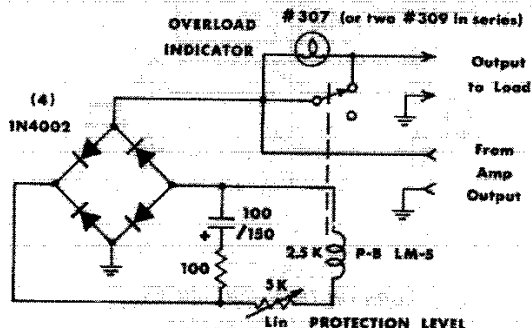 #307 (or two #309 in series)
OVERLOAD
INDICATOR
Output
to Load
(4)
1N4002
From
Amp
Output
100
/150
+
2.5K
P-B LM-5
100
5K
Lin
PROTECTION LEVEL